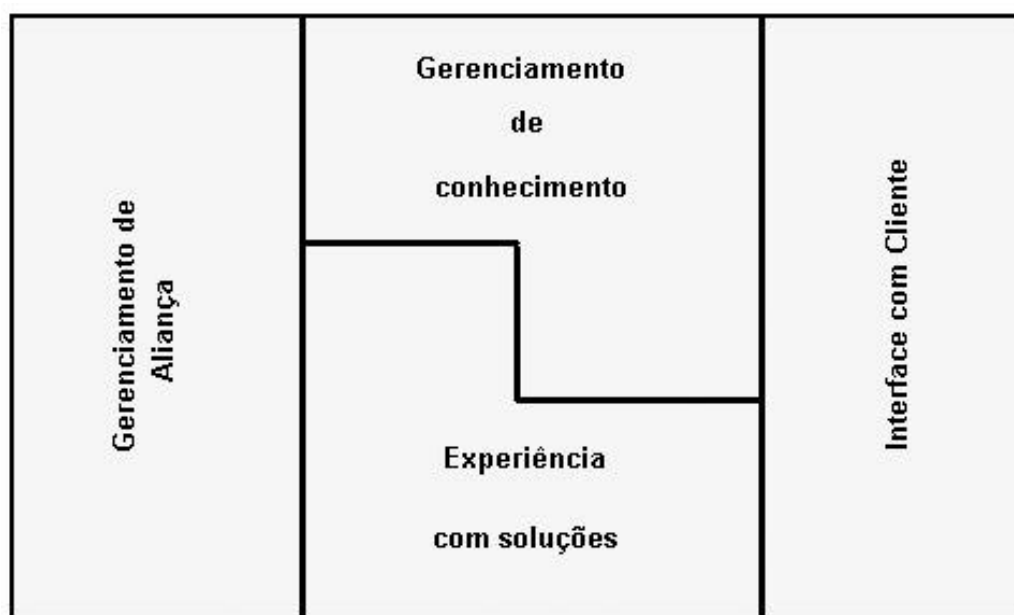 Gerenciamento de
Aliança
Gerenciamento
de
conhecimento
Experiência
com soluções
Interface com Cliente